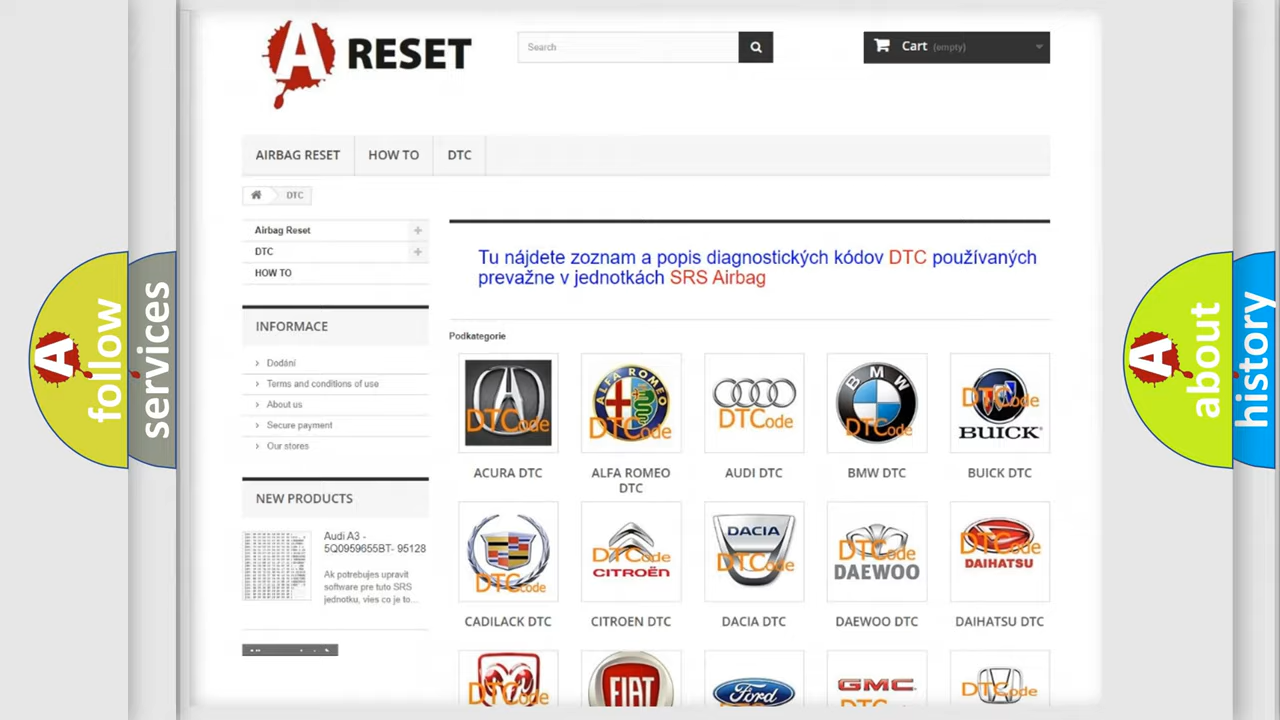 A RESET
Search
Cart (empty)
AIRBAG RESET
HOW TO
DTC
DTC
Airbag Reset
DTC
HOW TO
Tu nájdete zoznam a popis diagnostických kódov DTC používaných
prevažne v jednotkách SRS Airbag
INFORMACE
Dodání
Terms and conditions of use
About us
Secure payment
Our stores
NEW PRODUCTS
Audi A3 -
5Q0959655BT- 95128
Ak potrebujes upravit
software pre tuto SRS
jednotku, vies co je to...
Podkategorie
DTCode
ALFA ROMEO
DTCode
DTCode
BMW
DTCode
DTCode
BUICK
ACURA DTC
ALFA ROMEO
DTC
AUDI DTC
BMW DTC
BUICK DTC
DTCode
DTCode
CITROËN
DACIA
DTCode
DTCode
DAEWOO
DTCode
DAIHATSU
CADILACK DTC
CITROEN DTC
DACIA DTC
DAEWOO DTC
DAIHATSU DTC
DTCode
FIAT
Ford
GMC
DTCode
A follow
services
A about
history